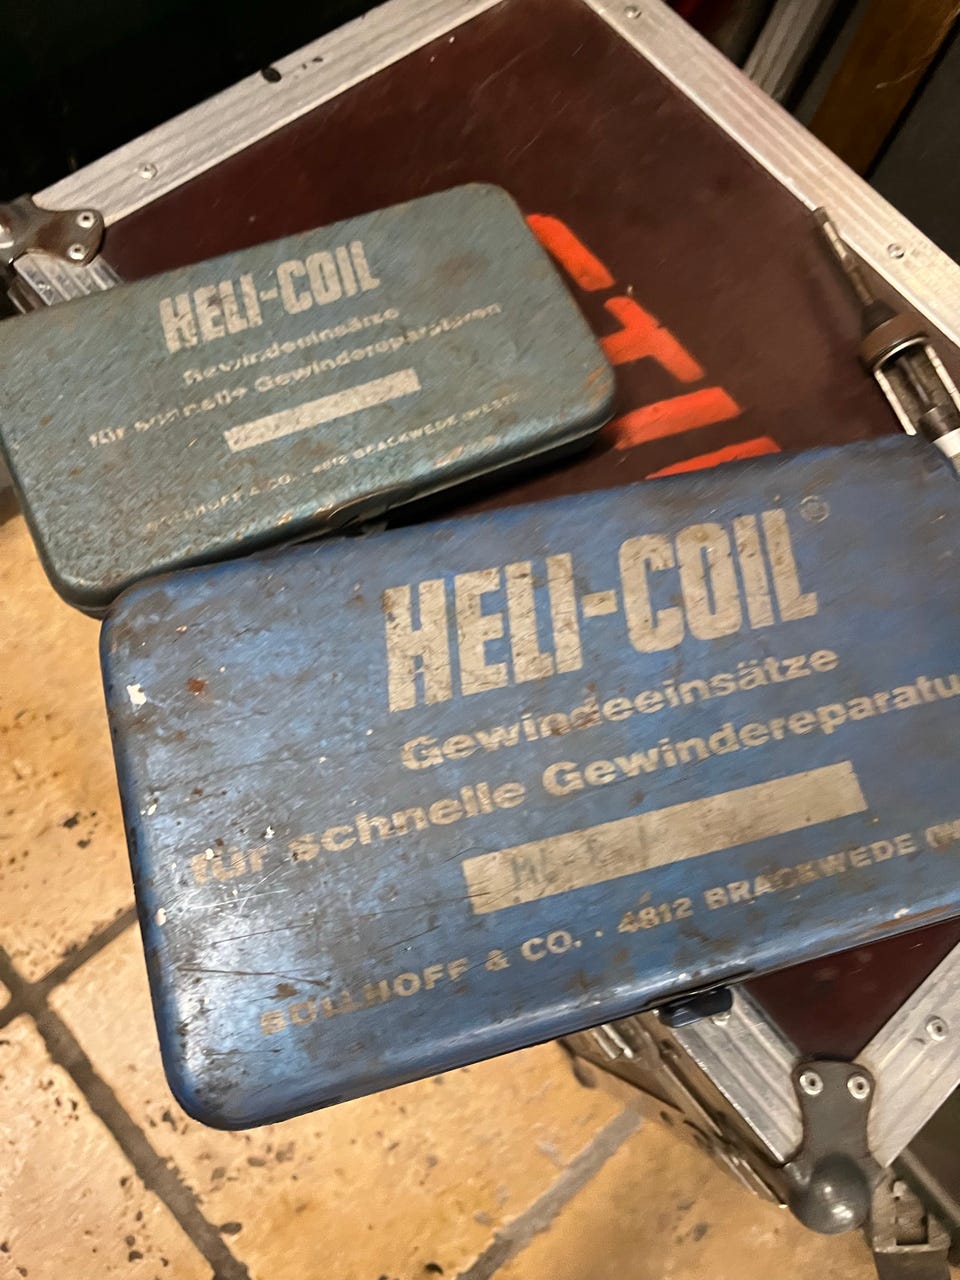 HELI-COIL
Gewindeeinsätze
für schnelle Gewindereparaturen
BÖLLHOFF & CO. · 4812 BRACKWEDE (WESTF
HELI-COIL®
Gewindeeinsätze
für schnelle Gewindereparatu
BÖLLHOFF & CO. · 4812 BRACKWEDE (W